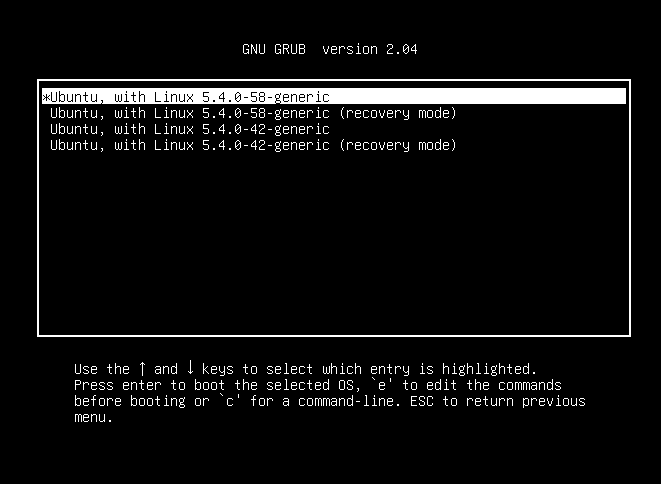 GNU GRUB  version 2.04
*Ubuntu, with Linux 5.4.0-58-generic
Ubuntu, with Linux 5.4.0-58-generic (recovery mode)
Ubuntu, with Linux 5.4.0-42-generic
Ubuntu, with Linux 5.4.0-42-generic (recovery mode)
Use the ↑ and ↓ keys to select which entry is highlighted.
Press enter to boot the selected OS, `e' to edit the commands
before booting or `c' for a command-line. ESC to return previous
menu.